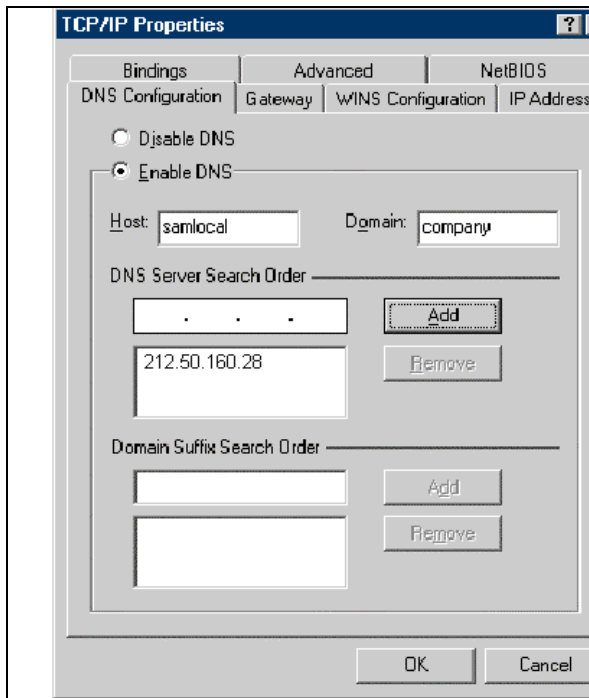 TCP/IP Properties ?
Bindings Advanced NetBIOS
DNS Configuration Gateway WINS Configuration IP Address
Disable DNS
Enable DNS
Host: samlocal Domain: company
DNS Server Search Order
. . . Add
212.50.160.28 Remove
Domain Suffix Search Order
Add
Remove
OK Cancel